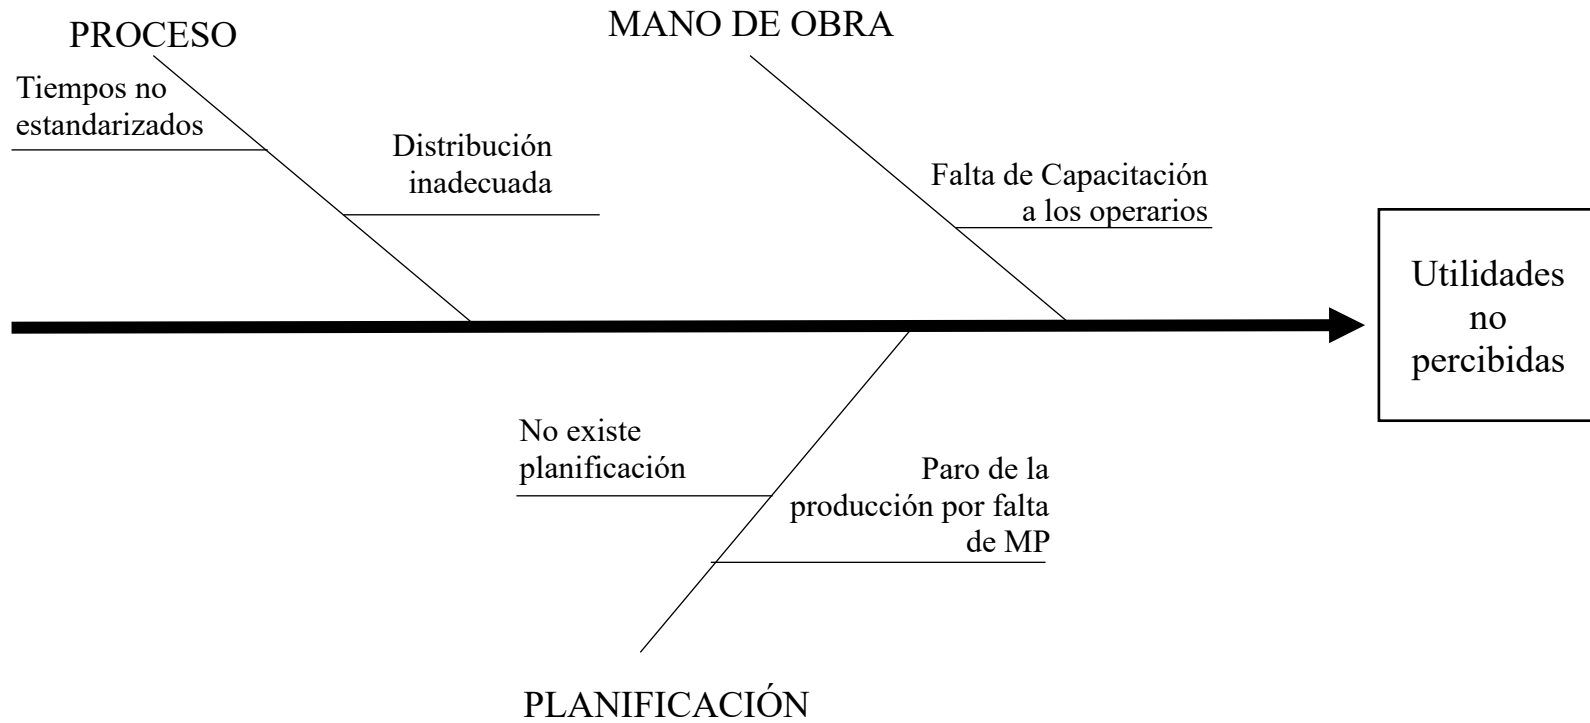 PROCESO
MANO DE OBRA
Tiempos no
estandarizados
Distribución
inadecuada
Falta de Capacitación
a los operarios
Utilidades
no
percibidas
No existe
planificación
Paro de la
producción por falta
de MP
PLANIFICACIÓN